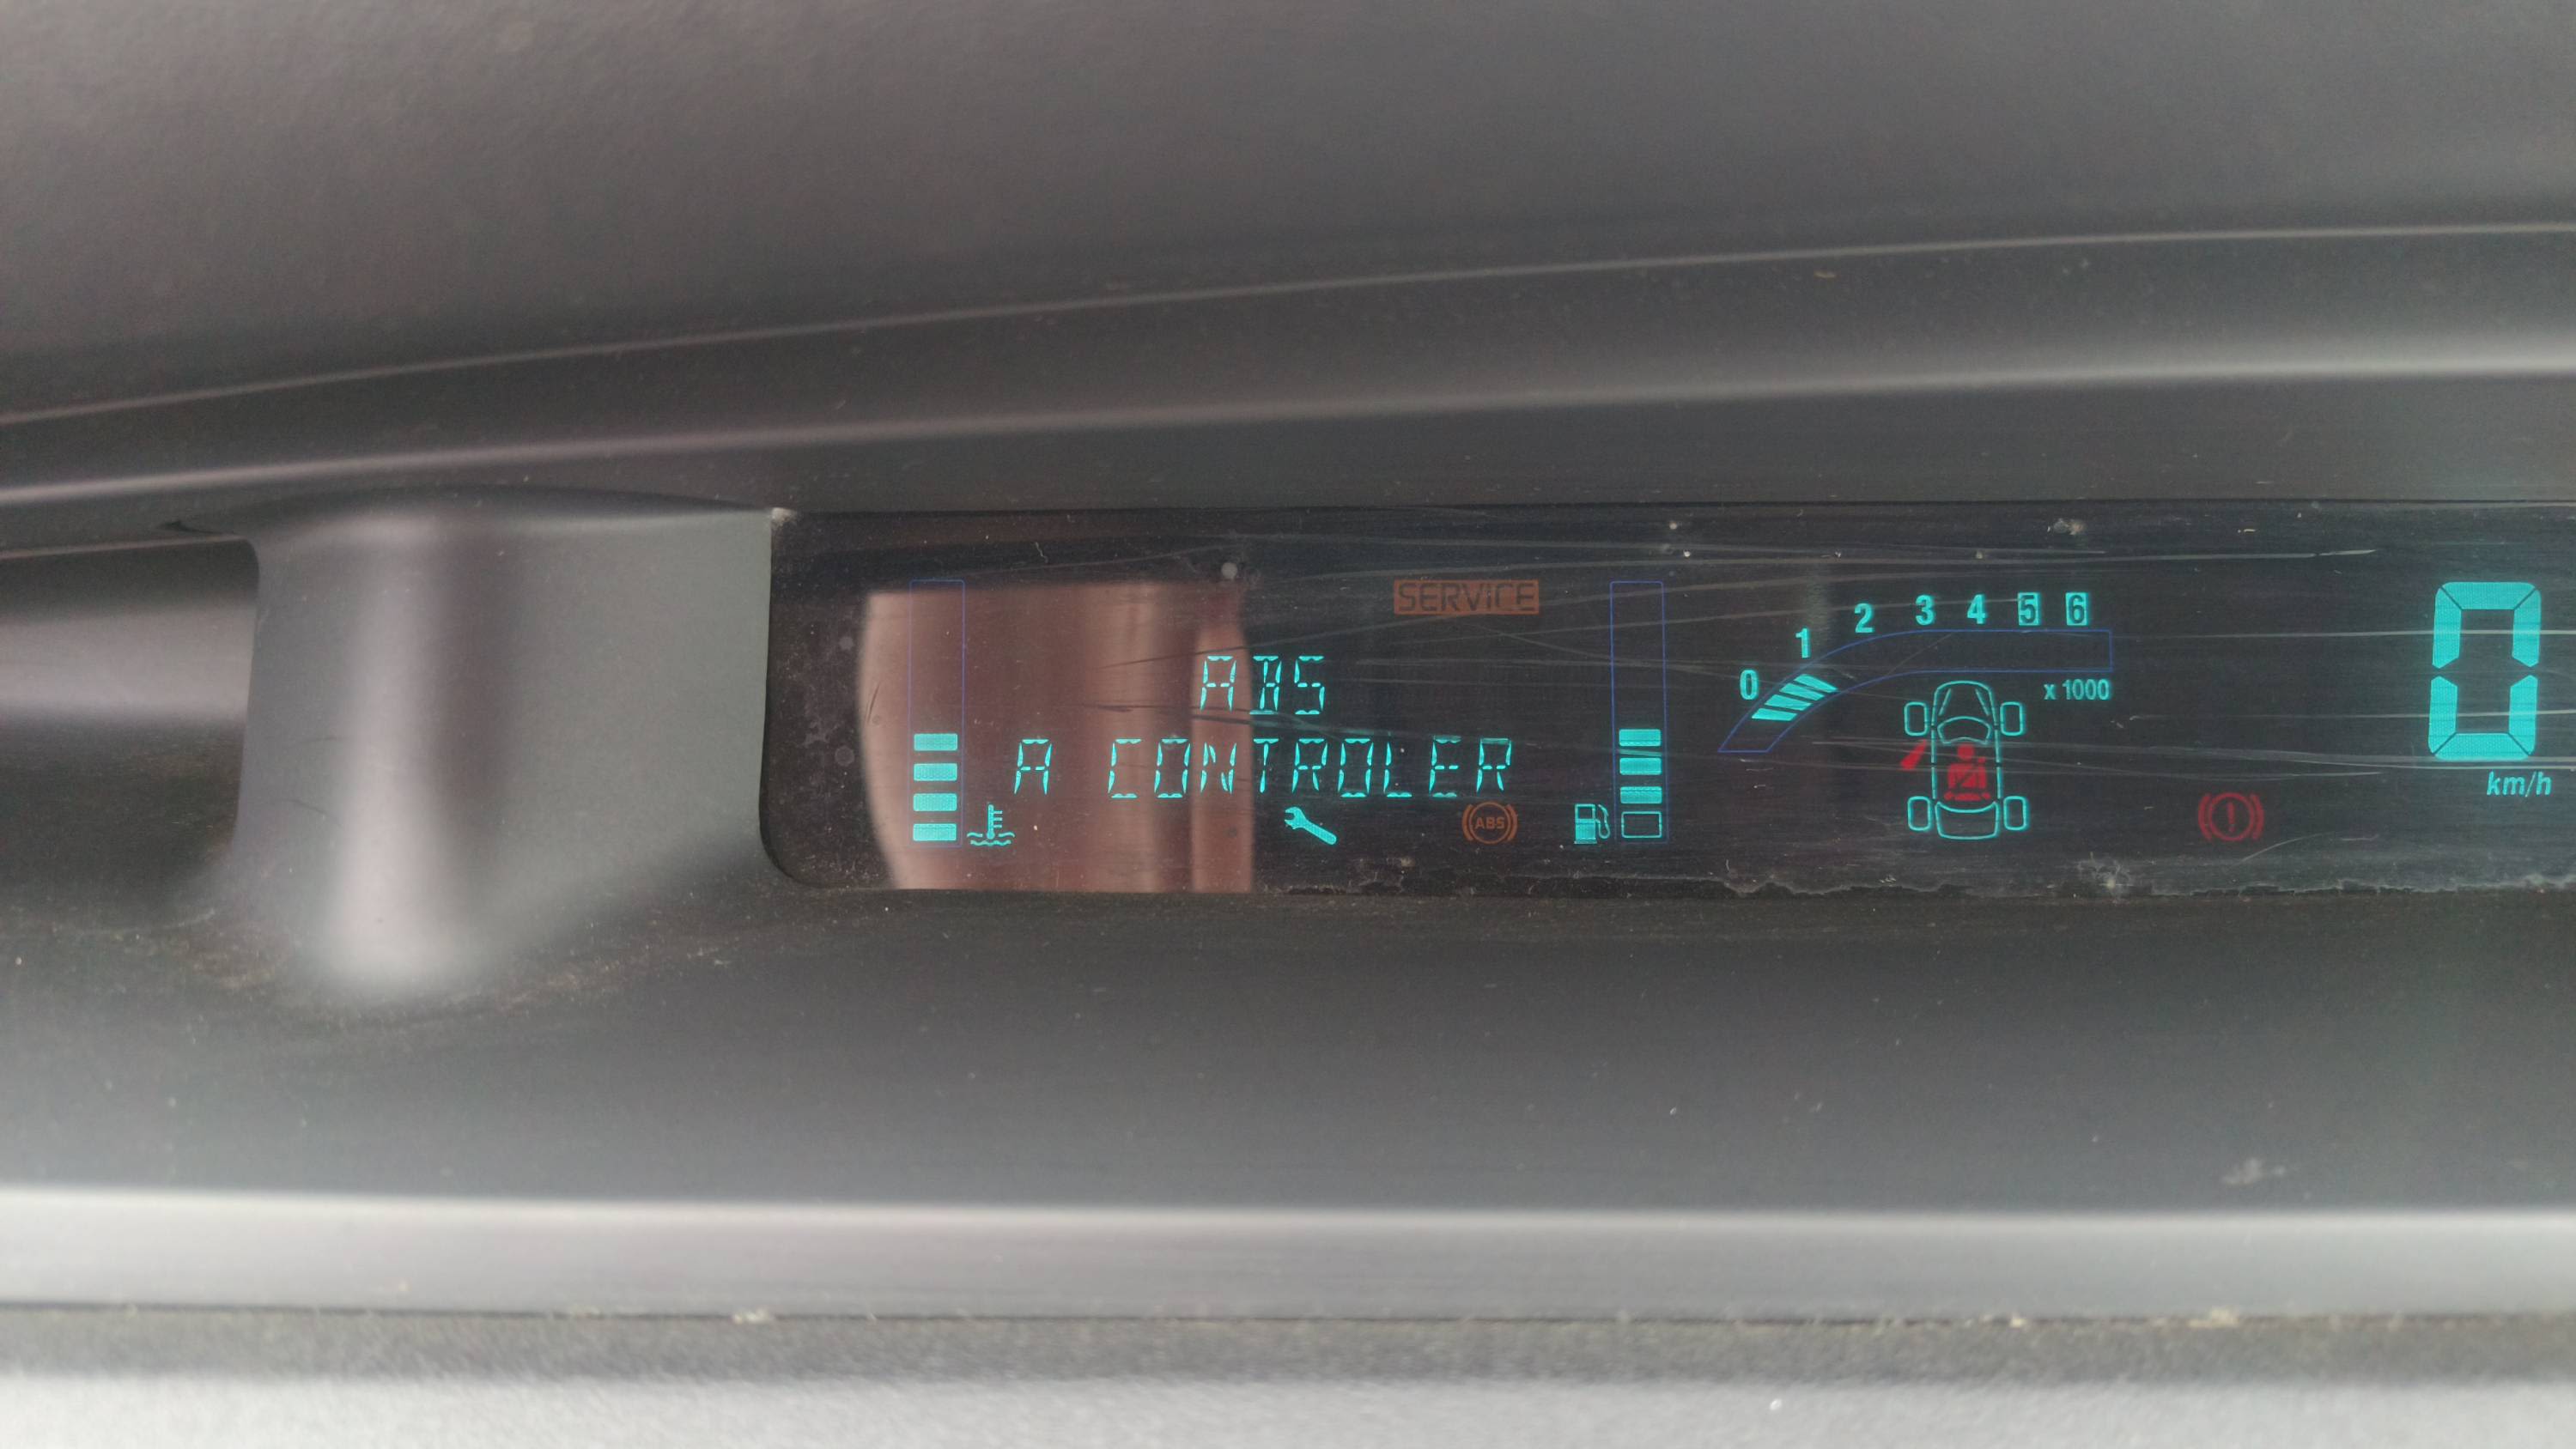 SERVICE
ABS
A CONTROLER
ABS
0 1 2 3 4 5 6
x 1000
0
km/h